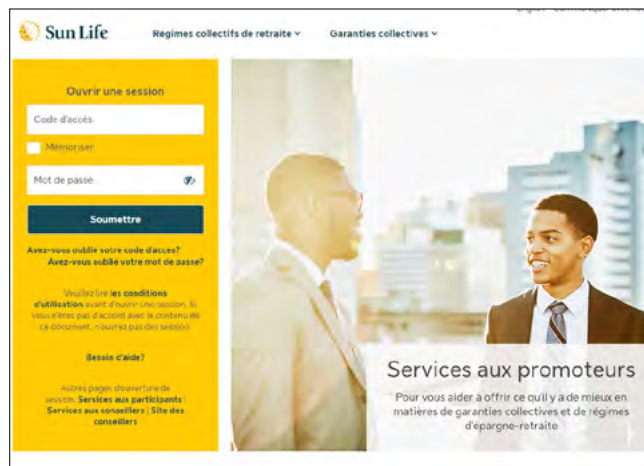 Sun Life
Régimes collectifs de retraite
Garanties collectives
Ouvrir une session
Code d'accès
Mémoriser
Mot de passe
Soumettre
Avez-vous oublié votre code d'accès?
Avez-vous oublié votre mot de passe?
Veuillez lire les conditions
d'utilisation avant d'ouvrir une session. Si
vous n'êtes pas d'accord avec le contenu de
ce document, n'ouvrez pas des session
Besoin d'aide?
Autres pages d'ouverture de
session: Services aux participants |
Services aux conseillers | Site des
conseillers
Services aux promoteurs
Pour vous aider à offrir ce qu'il y a de mieux en
matières de garanties collectives et de régimes
d'épargne-retraite